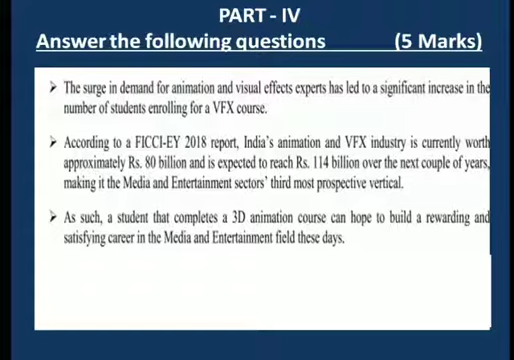 PART - IV
Answer the following questions (5 Marks)
➢ The surge in demand for animation and visual effects experts has led to a significant increase in the
number of students enrolling for a VFX course.
➢ According to a FICCI-EY 2018 report, India's animation and VFX industry is currently worth
approximately Rs. 80 billion and is expected to reach Rs. 114 billion over the next couple of years,
making it the Media and Entertainment sectors' third most prospective vertical.
➢ As such, a student that completes a 3D animation course can hope to build a rewarding and
satisfying career in the Media and Entertainment field these days.